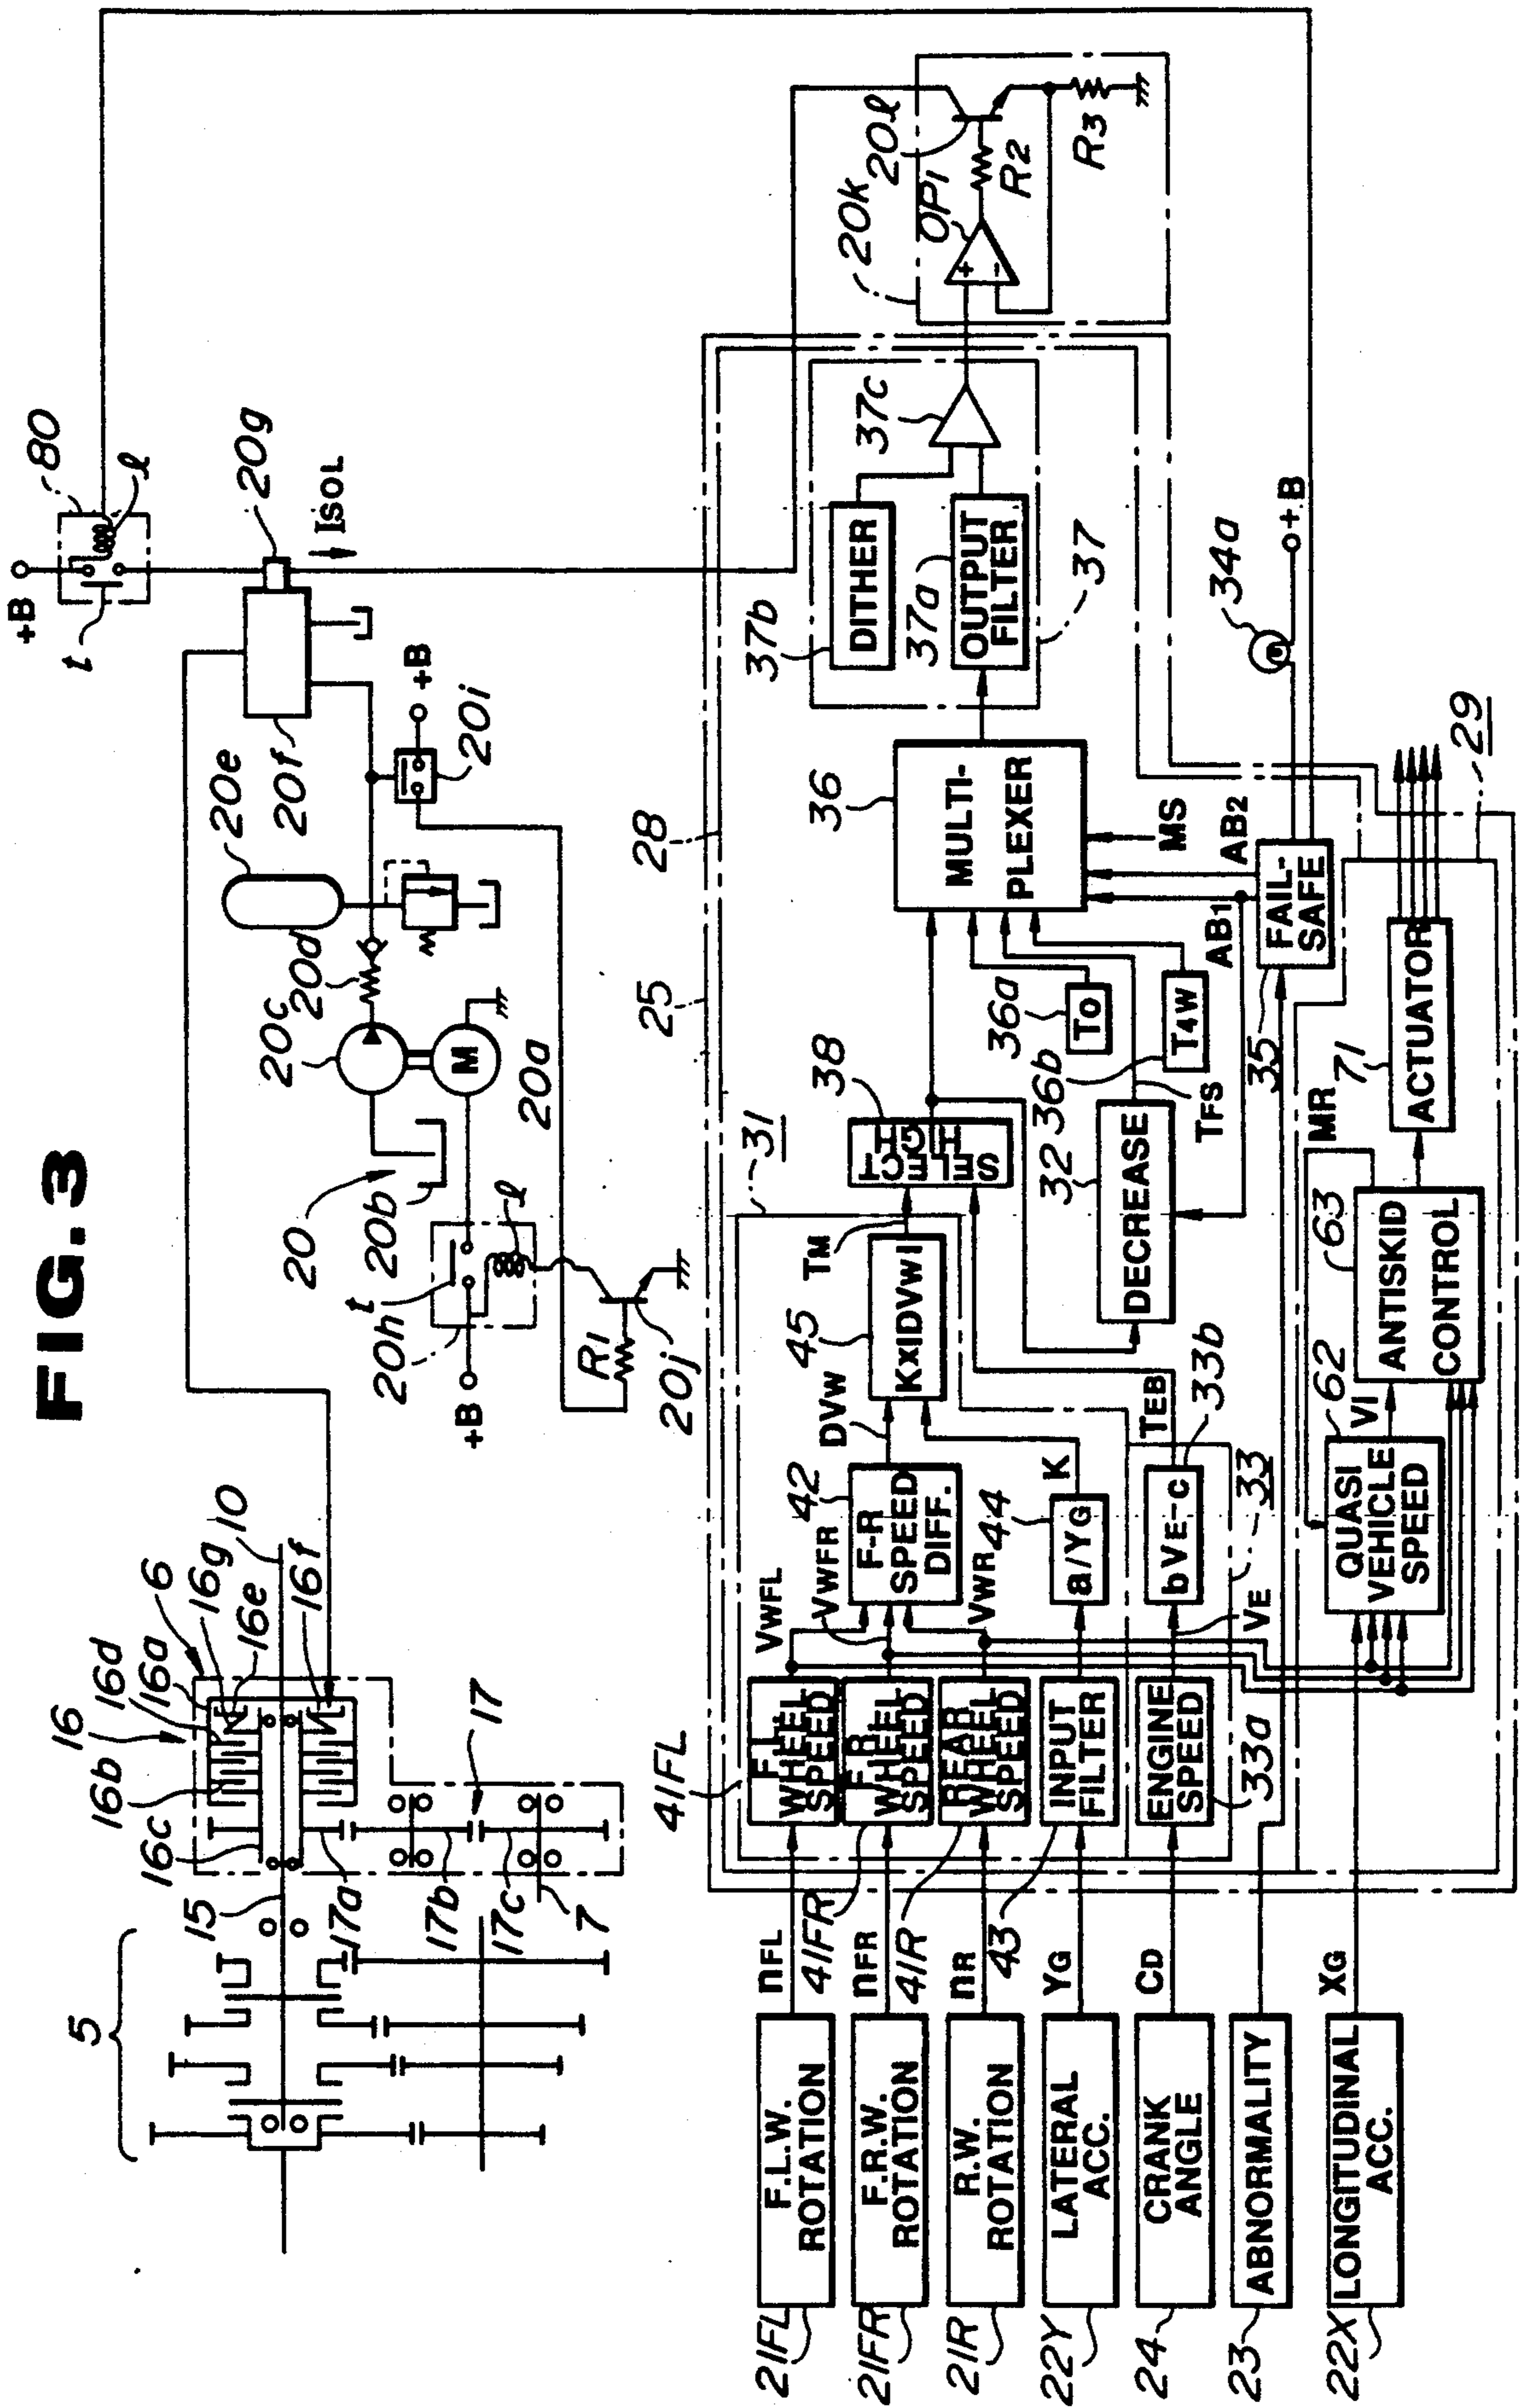 FIG.3
5
15
16
16b
16c
16d
16a
6
16g
16e
10
16f
17
17a
17b
17c
7
20
20b
20c
20d
20a
M
20e
20f
20g
20h
t
l
+B
R1
20j
20i
+B
+B
80
t
l
ISOL
25
28
31
F.L.W.
ROTATION
21FL
nFL
F.R.W.
ROTATION
21FR
nFR
R.W.
ROTATION
21R
nR
LATERAL
ACC.
22Y
YG
CRANK
ANGLE
24
CD
ABNORMALITY
23
LONGITUDINAL
ACC.
22X
XG
F L
WHEEL
SPEED
41FL
F R
WHEEL
SPEED
41FR
REAR
WHEEL
SPEED
41R
INPUT
FILTER
43
ENGINE
SPEED
33a
VWFL
VWFR
VWR
VE
F-R
SPEED
DIFF.
42
a/YG
44
bVE-C
33b
33
DVW
K
TEB
KxIDVWI
45
TM
SELECT
HIGH
38
DECREASE
32
TFS
TO
36a
T4W
36b
MULTI-
PLEXER
36
MS
AB1
AB2
FAIL-
SAFE
35
34a
+B
DITHER
37b
OUTPUT
FILTER
37a
37c
37
20k
OP1
+
-
R2
20l
R3
QUASI
VEHICLE
SPEED
62
VI
ANTISKID
CONTROL
63
MR
ACTUATOR
71
29